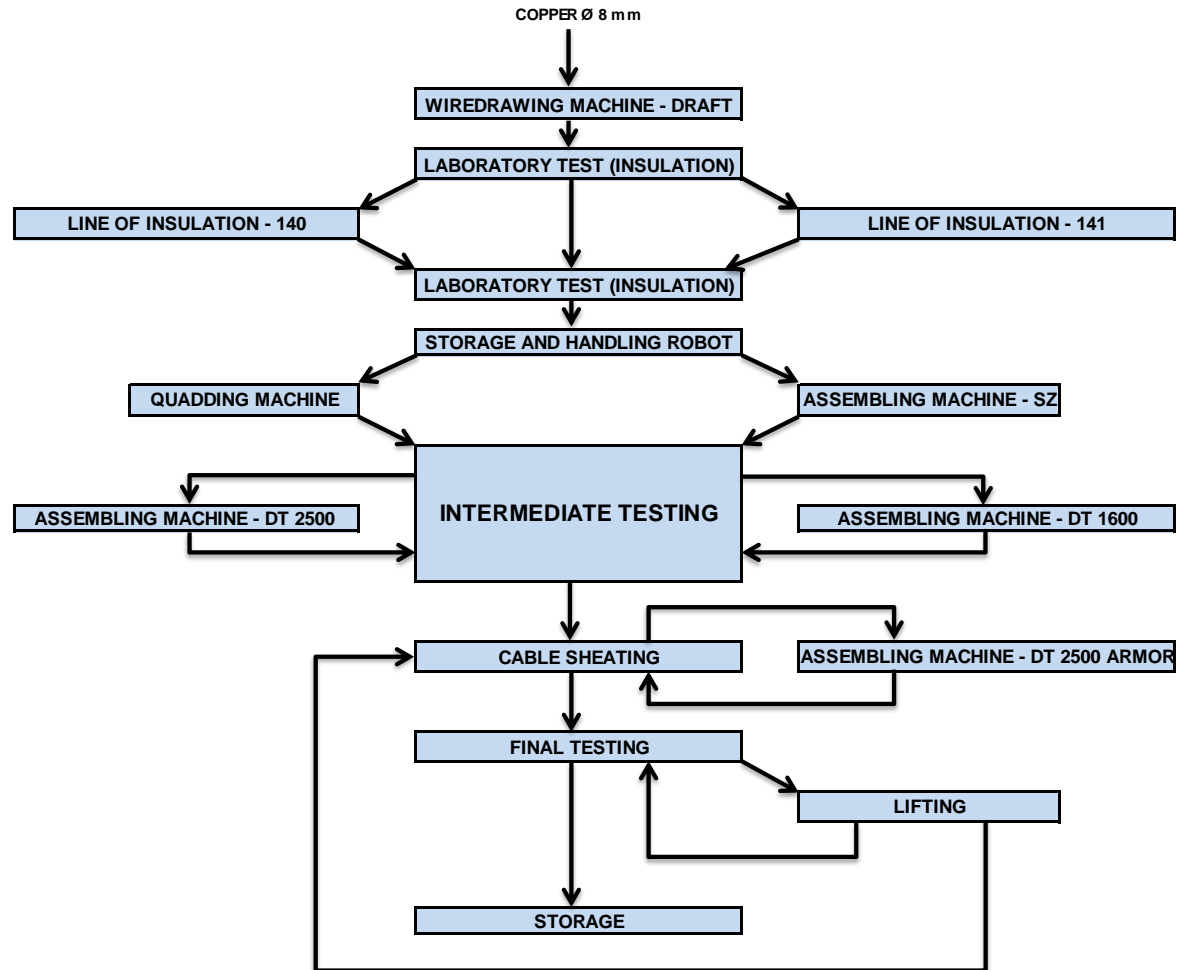 COPPER Ø 8 mm
WIREDRAWING MACHINE - DRAFT
LABORATORY TEST (INSULATION)
LINE OF INSULATION - 140
LINE OF INSULATION - 141
LABORATORY TEST (INSULATION)
STORAGE AND HANDLING ROBOT
QUADDING MACHINE
ASSEMBLING MACHINE - SZ
INTERMEDIATE TESTING
ASSEMBLING MACHINE - DT 2500
ASSEMBLING MACHINE - DT 1600
CABLE SHEATING
ASSEMBLING MACHINE - DT 2500 ARMOR
FINAL TESTING
LIFTING
STORAGE